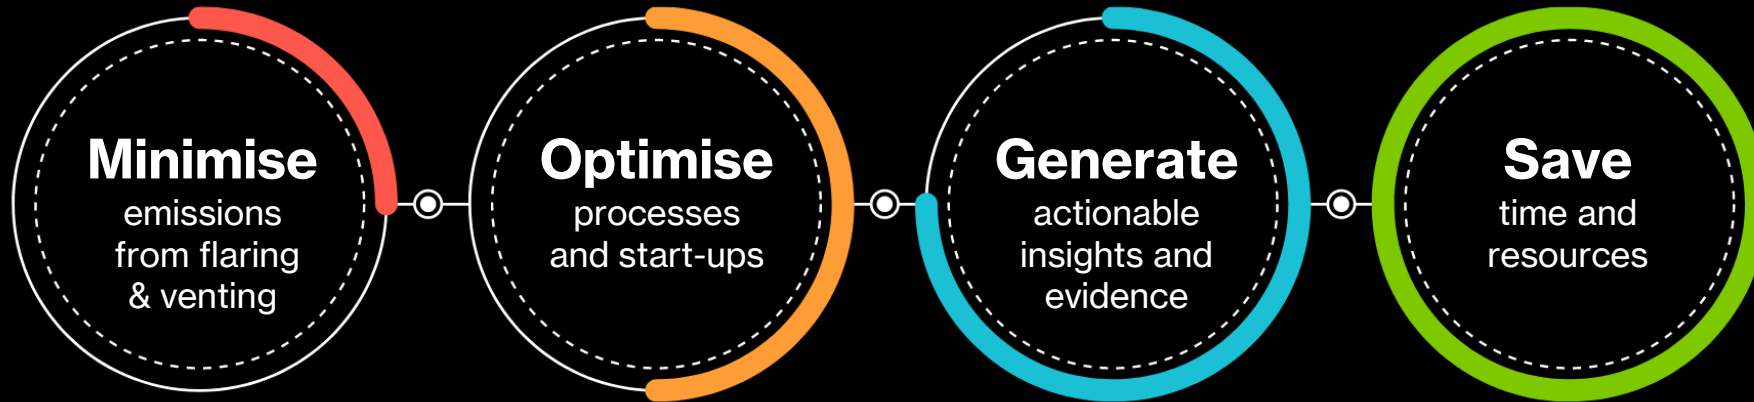 Minimise
emissions
from flaring
& venting
Optimise
processes
and start-ups
Generate
actionable
insights and
evidence
Save
time and
resources